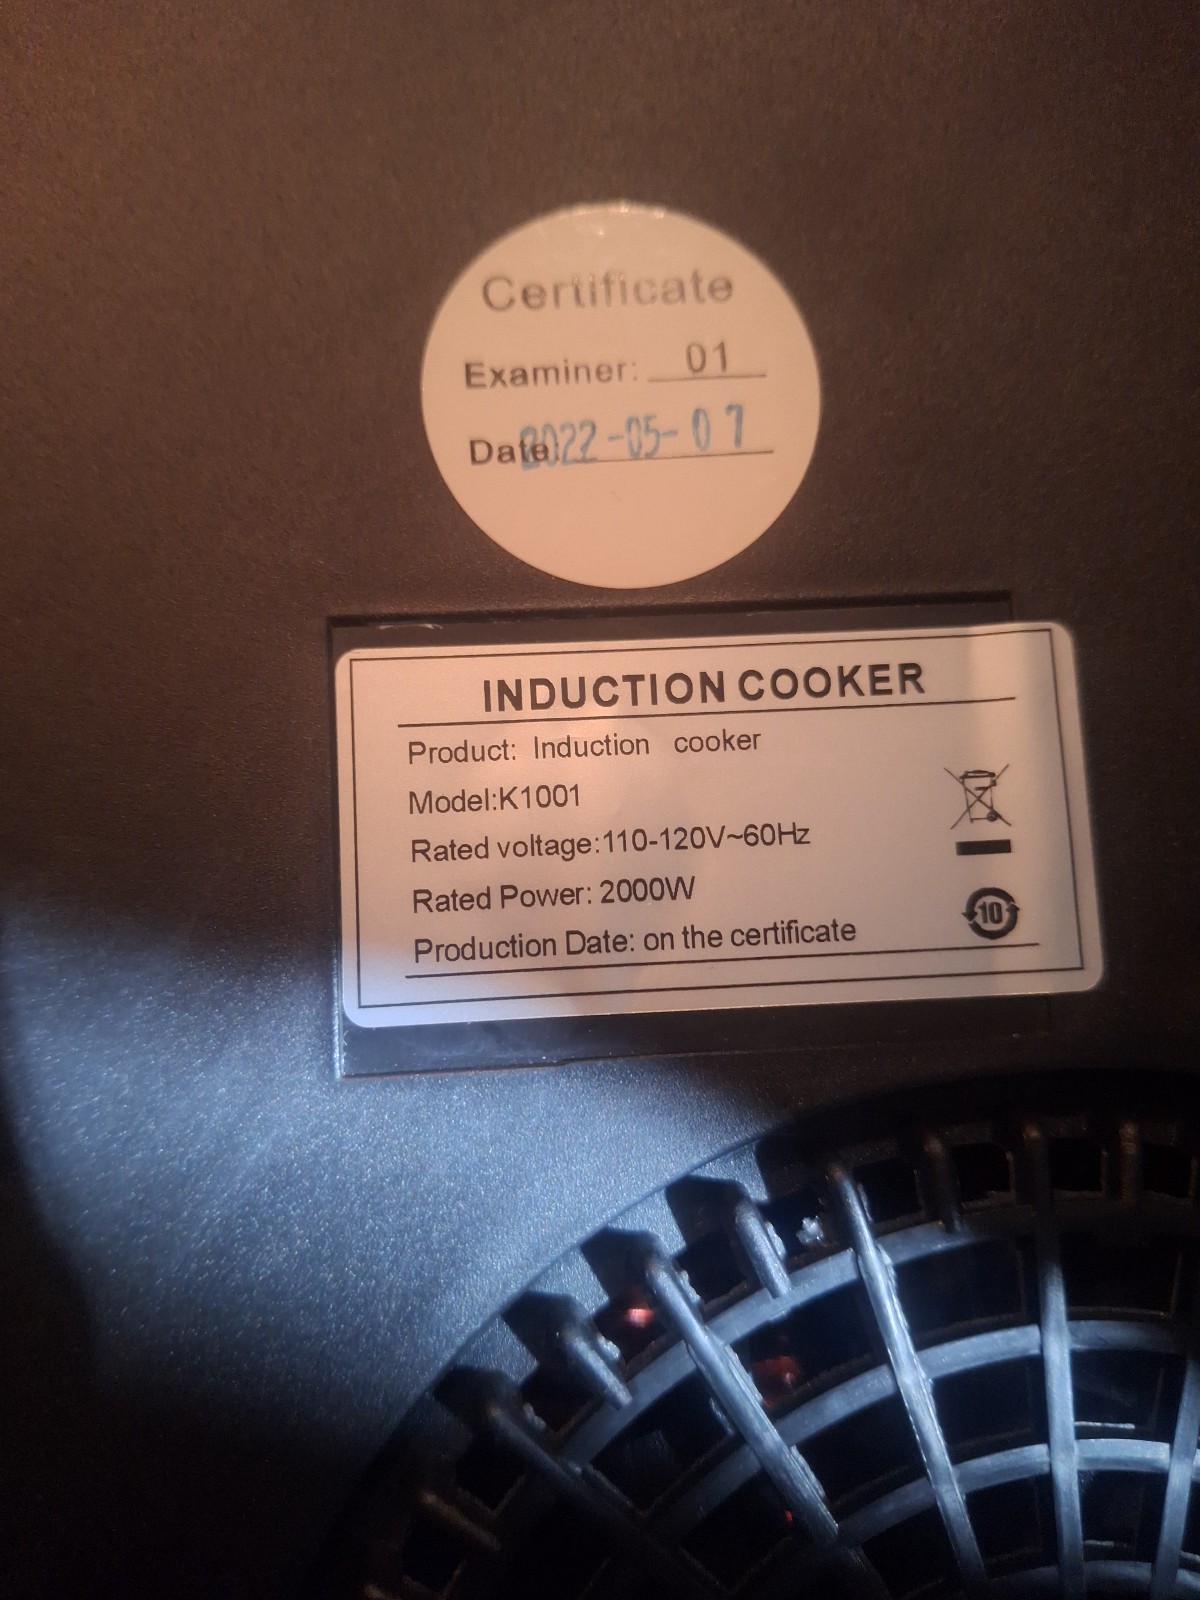 Certificate
Examiner: 01
Date: 2022-05-07
INDUCTION COOKER
Product: Induction cooker
Model:K1001
Rated voltage:110-120V~60Hz
Rated Power: 2000W
Production Date: on the certificate
10